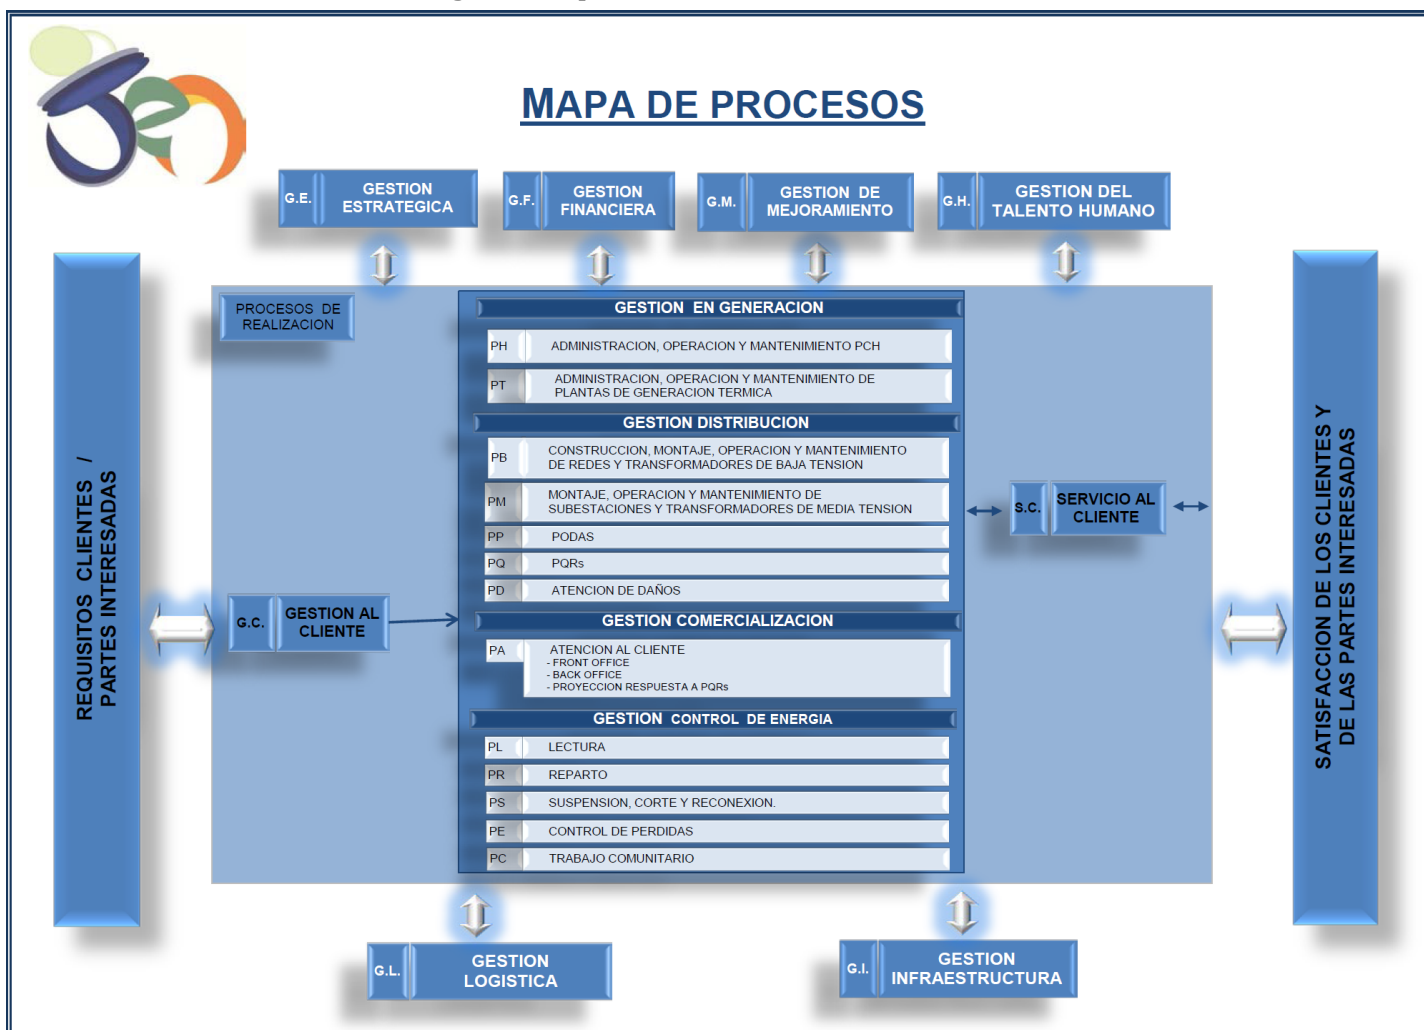 MAPA DE PROCESOS
G.E.
GESTION
ESTRATEGICA
G.F.
GESTION
FINANCIERA
G.M.
GESTION DE
MEJORAMIENTO
G.H.
GESTION DEL
TALENTO HUMANO
REQUISITOS CLIENTES /
PARTES INTERESADAS
PROCESOS DE
REALIZACION
G.C.
GESTION AL
CLIENTE
GESTION EN GENERACION
PH ADMINISTRACION, OPERACION Y MANTENIMIENTO PCH
PT ADMINISTRACION, OPERACION Y MANTENIMIENTO DE
PLANTAS DE GENERACION TERMICA
GESTION DISTRIBUCION
PB CONSTRUCCION, MONTAJE, OPERACION Y MANTENIMIENTO
DE REDES Y TRANSFORMADORES DE BAJA TENSION
PM MONTAJE, OPERACION Y MANTENIMIENTO DE
SUBESTACIONES Y TRANSFORMADORES DE MEDIA TENSION
PP PODAS
PQ PQRs
PD ATENCION DE DAÑOS
GESTION COMERCIALIZACION
PA ATENCION AL CLIENTE
- FRONT OFFICE
- BACK OFFICE
- PROYECCION RESPUESTA A PQRs
GESTION CONTROL DE ENERGIA
PL LECTURA
PR REPARTO
PS SUSPENSION, CORTE Y RECONEXION.
PE CONTROL DE PERDIDAS
PC TRABAJO COMUNITARIO
S.C.
SERVICIO AL
CLIENTE
SATISFACCION DE LOS CLIENTES Y
DE LAS PARTES INTERESADAS
G.L.
GESTION
LOGISTICA
G.I.
GESTION
INFRAESTRUCTURA